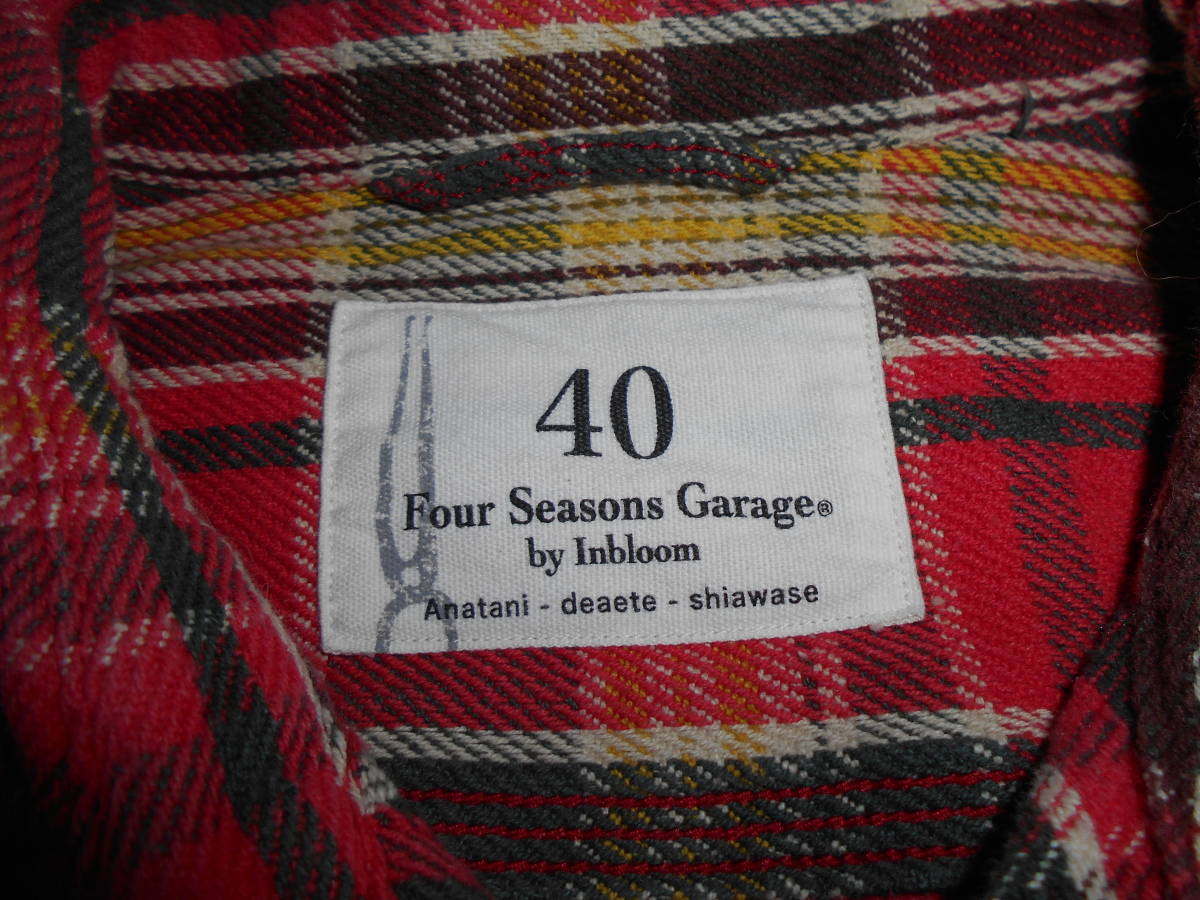 40
Four Seasons Garage®
by Inbloom
Anatani - deaete - shiawase